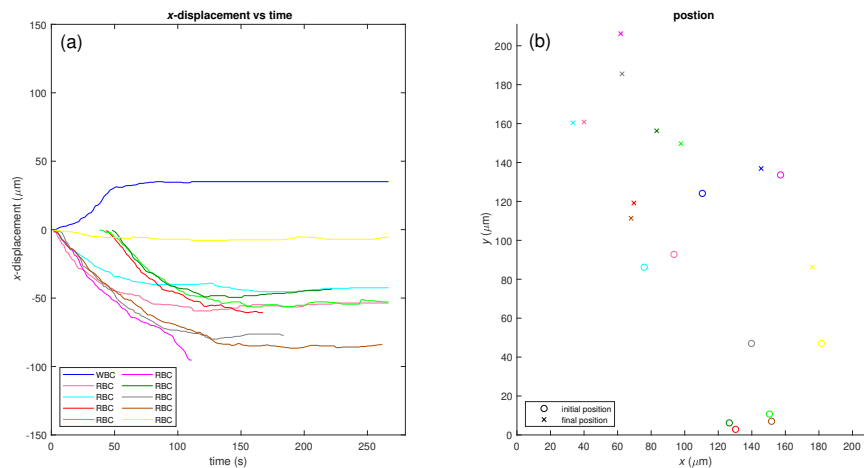 x-displacement vs time
(a)
x-displacement (μm)
150
100
50
0
-50
-100
-150
0 50 100 150 200 250
time (s)
WBC RBC
RBC RBC
RBC RBC
RBC RBC
RBC RBC
postion
(b)
y (μm)
200
180
160
140
120
100
80
60
40
20
0
0 20 40 60 80 100 120 140 160 180 200
x (μm)
initial position
final position